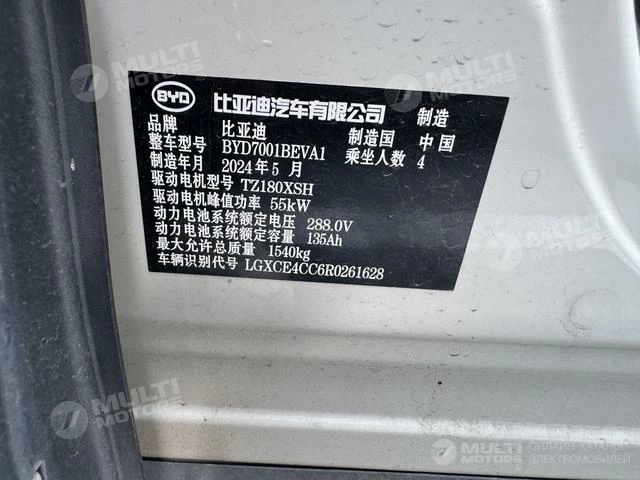 BYD 比亚迪汽车有限公司 制造
品牌 比亚迪 制造国 中国
整车型号 BYD7001BEVA1 乘坐人数 4
制造年月 2024年5月
驱动电机型号 TZ180XSH
驱动电机峰值功率 55kW
动力电池系统额定电压 288.0V
动力电池系统额定容量 135Ah
最大允许总质量 1540kg
车辆识别代号 LGXCE4CC6R0261628
MULTI MOTORS
MULTI MOTORS
MULTI MOTORS
MULTI MOTORS
MULTI MOTORS ОНЛАЙН-КАТАЛОГ
ЭЛЕКТРОМОБИЛЕЙ